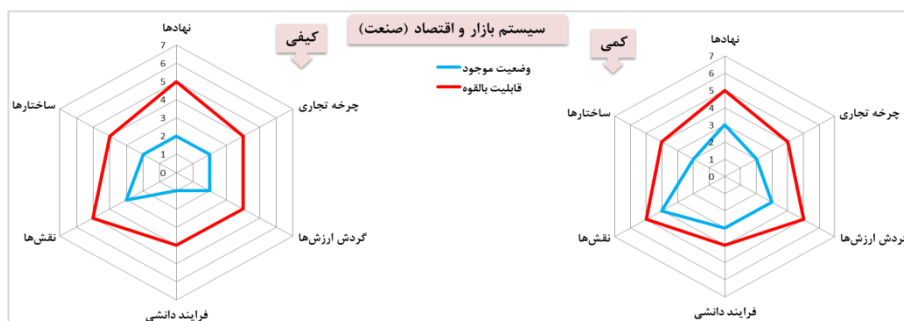 سیستم بازار و اقتصاد (صنعت)
کمی
نهادها
چرخه تجاری
گردش ارزش‌ها
فرایند دانشی
نقش‌ها
ساختارها
7
6
5
4
3
2
1
0
وضعیت موجود
قابلیت بالقوه
کیفی
نهادها
چرخه تجاری
گردش ارزش‌ها
فرایند دانشی
نقش‌ها
ساختارها
7
6
5
4
3
2
1
0